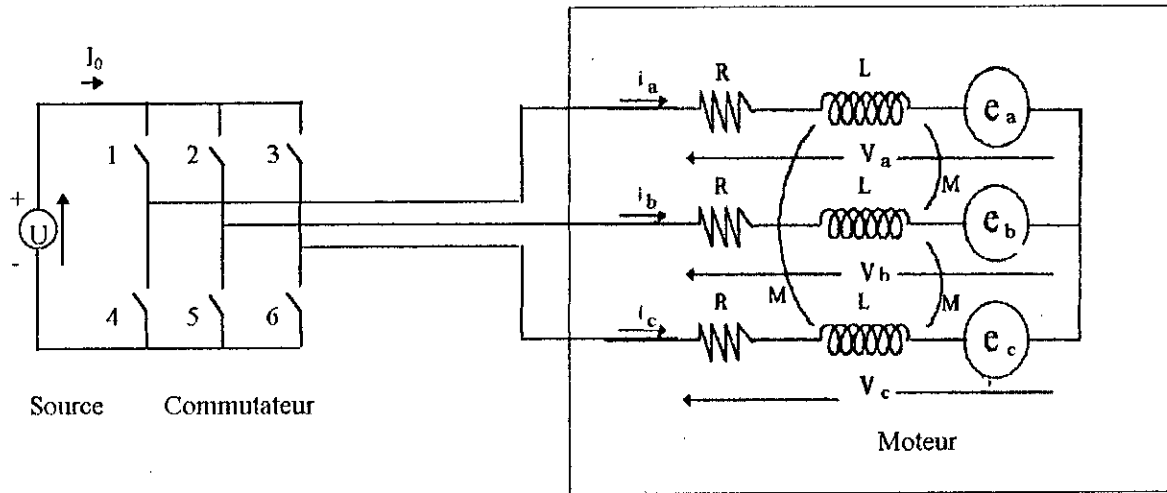 J₀
1 2 3
+
U
-
4 5 6
Source Commutateur
i_a R L e_a
V_a
M
i_b R L e_b
V_b
M M
i_c R L e_c
V_c
Moteur